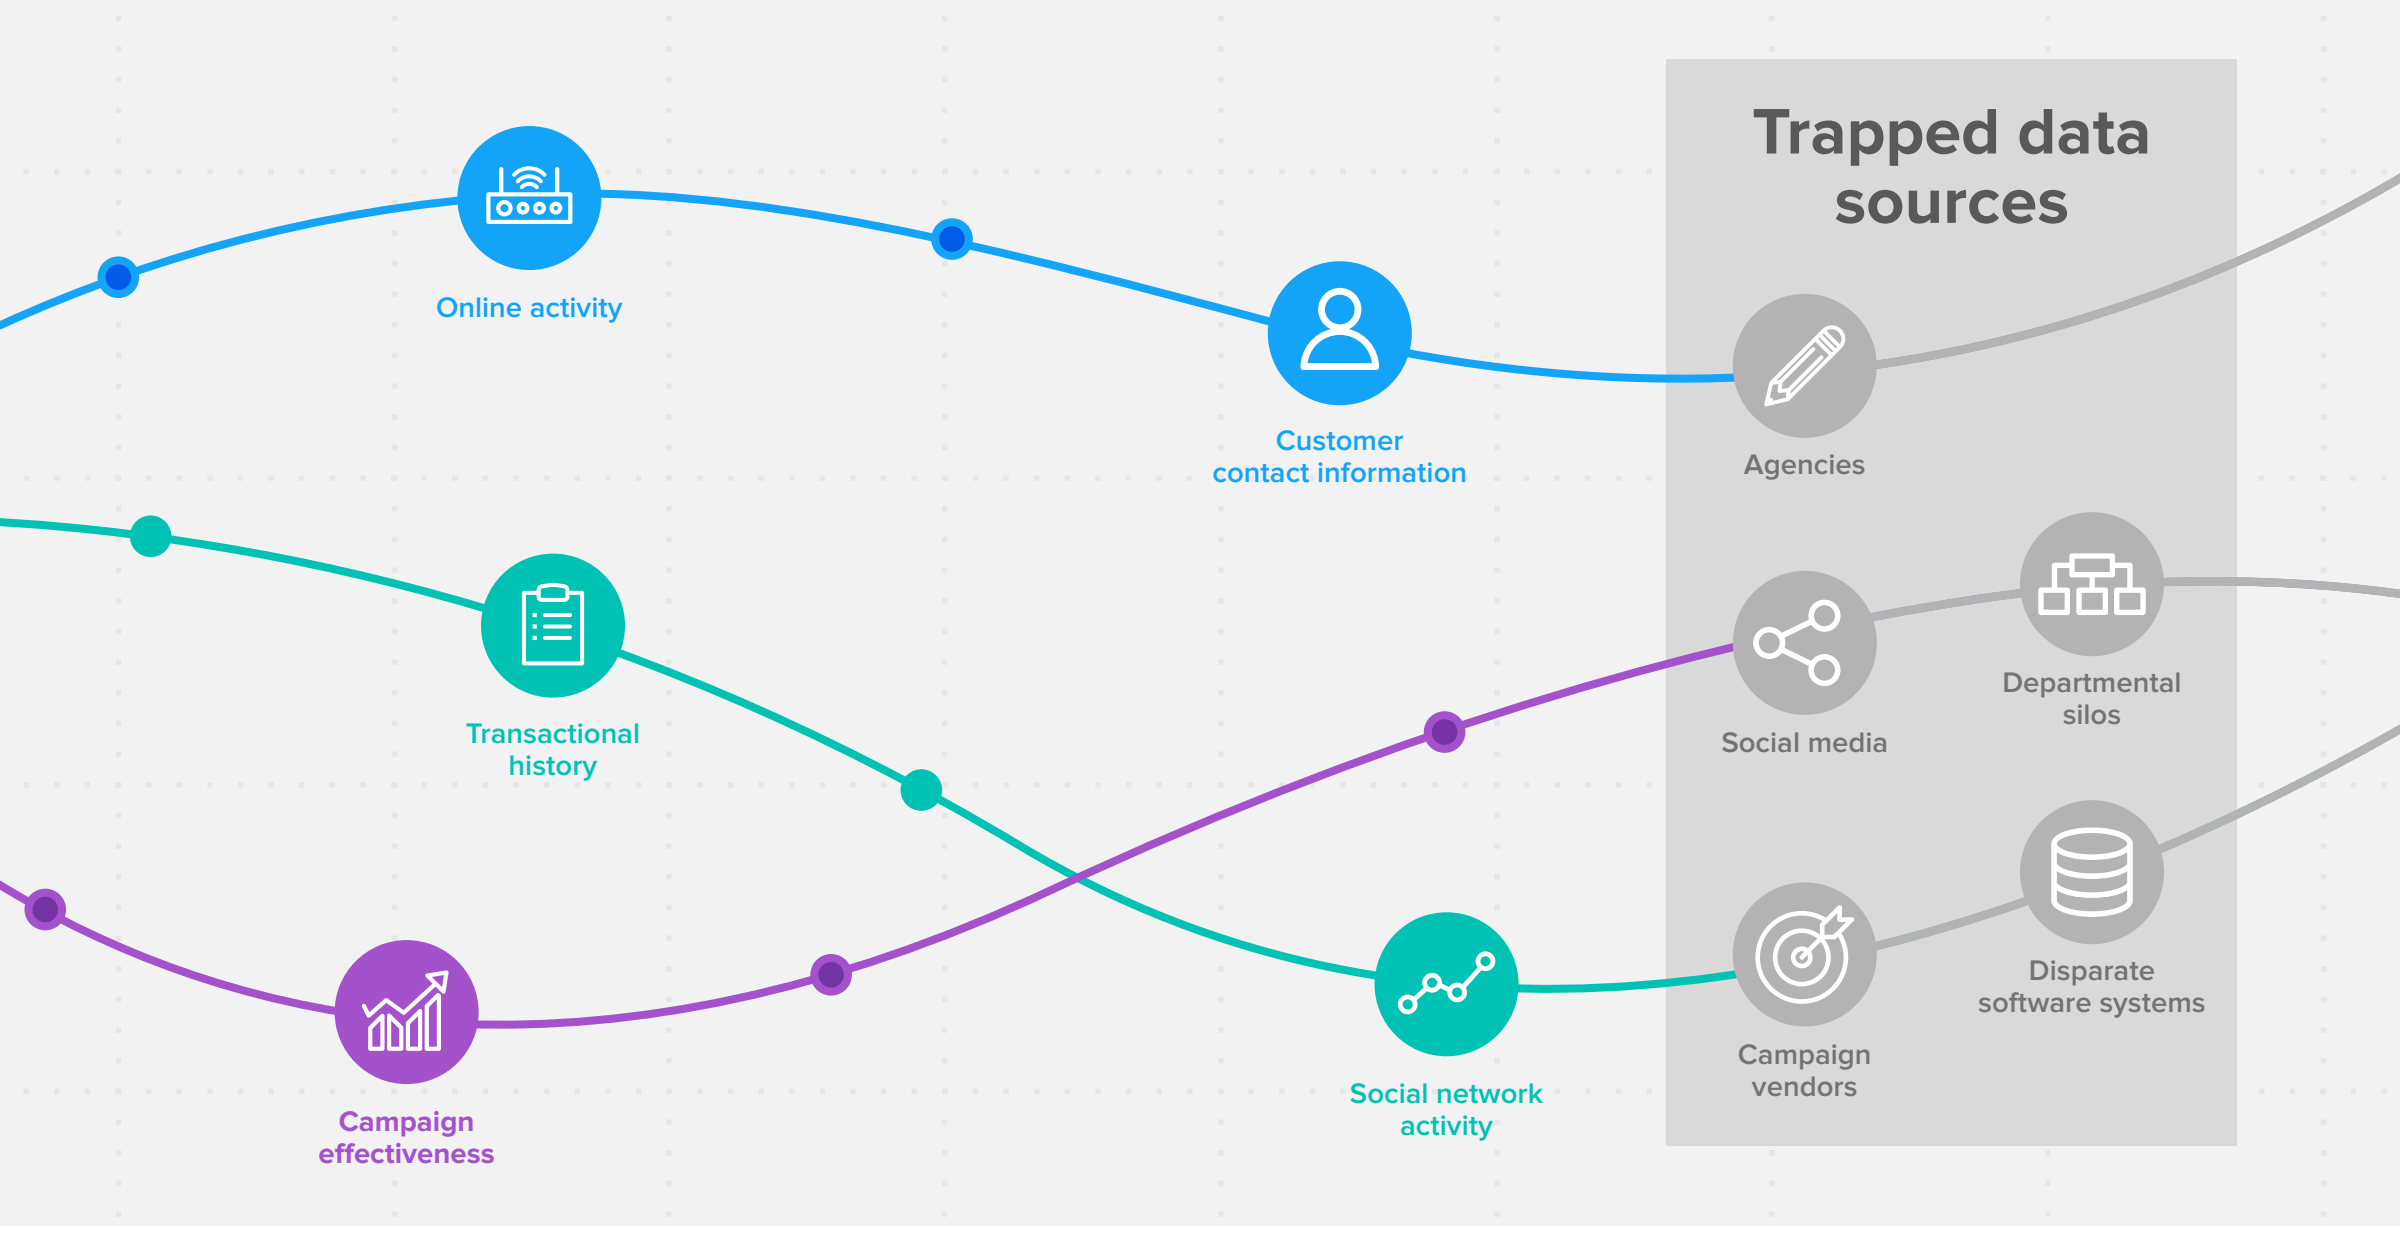 Trapped data
sources
Online activity
Customer
contact information
Agencies
Transactional
history
Social media
Departmental
silos
Campaign
effectiveness
Social network
activity
Campaign
vendors
Disparate
software systems